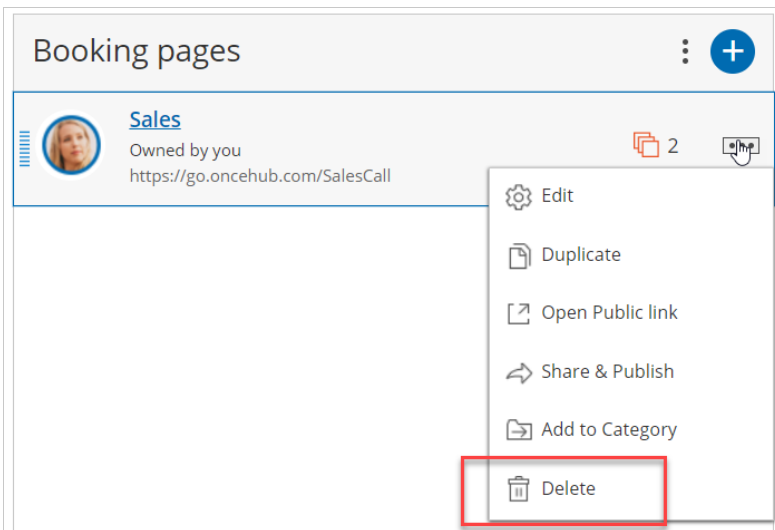 Booking pages
Sales
Owned by you
2
https://go.oncehub.com/SalesCall
Edit
Duplicate
Open Public link
Share & Publish
Add to Category
Delete